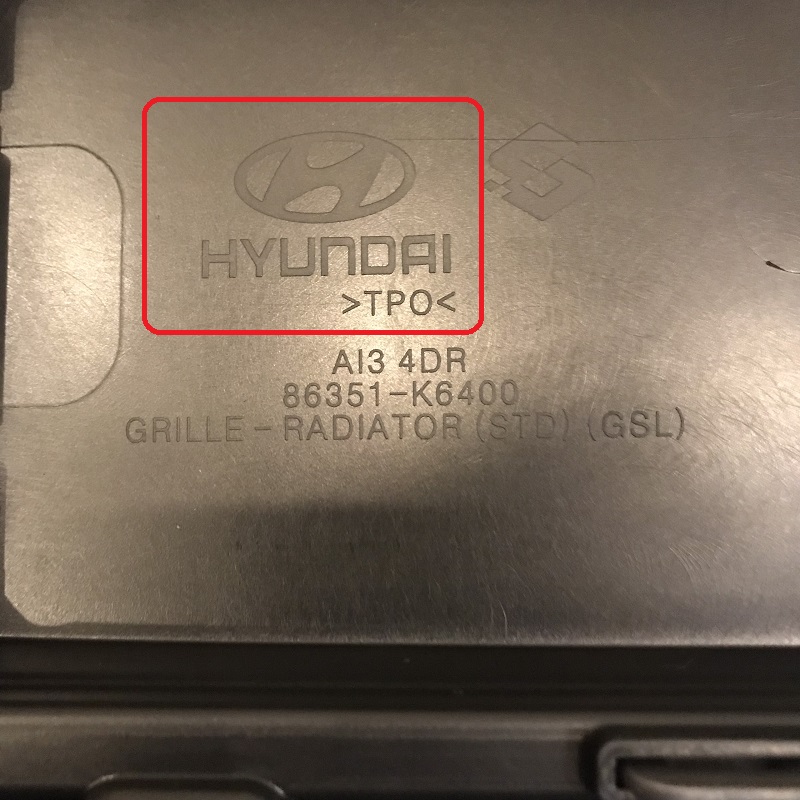 HYUNDAI
>TPO<
AI3 4DR
86351-K6400
GRILLE-RADIATOR (STD) (GSL)